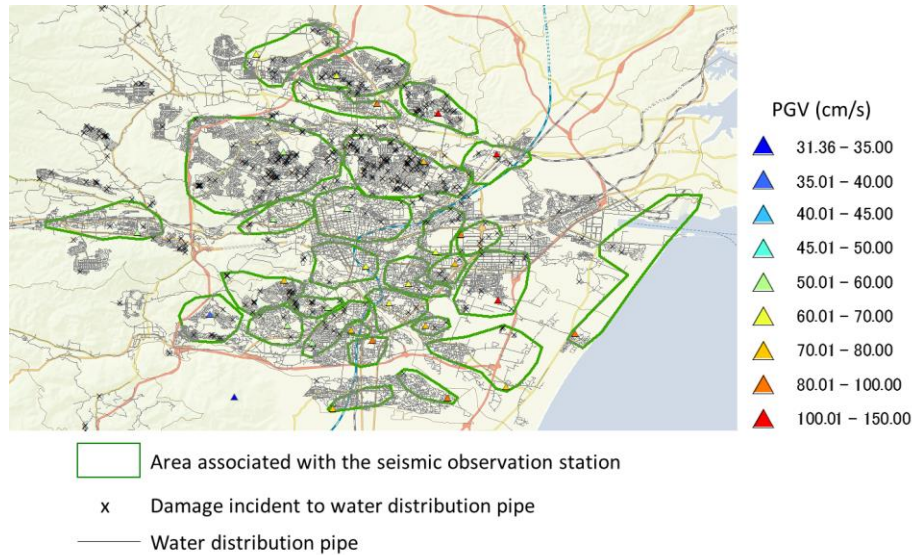 PGV (cm/s)
31.36 – 35.00
35.01 – 40.00
40.01 – 45.00
45.01 – 50.00
50.01 – 60.00
60.01 – 70.00
70.01 – 80.00
80.01 – 100.00
100.01 – 150.00
Area associated with the seismic observation station
x Damage incident to water distribution pipe
Water distribution pipe